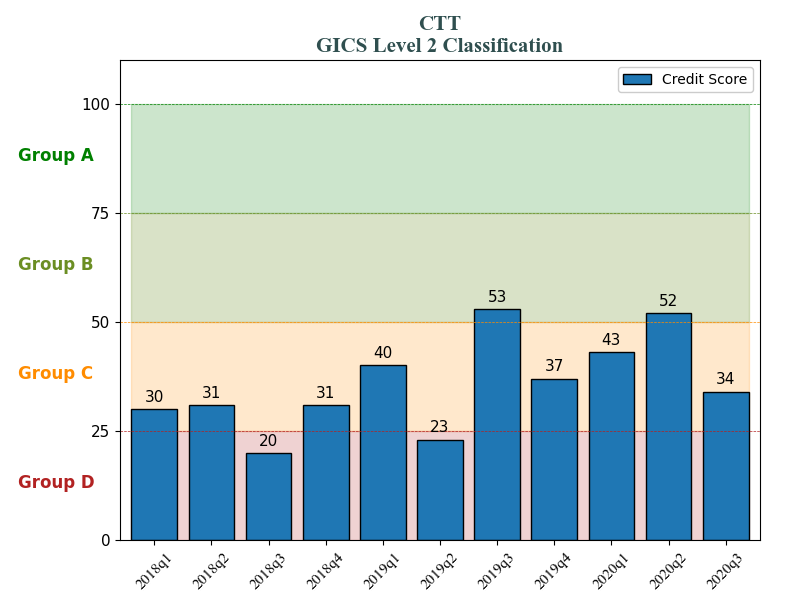 CTT
GICS Level 2 Classification
Credit Score
100
Group A
75
Group B
53
52
50
43
40
37
Group C
34
30
31
31
25
23
20
Group D
0
2018q1
2018q2
2018q3
2018q4
2019q1
2019q2
2019q3
2019q4
2020q1
2020q2
2020q3